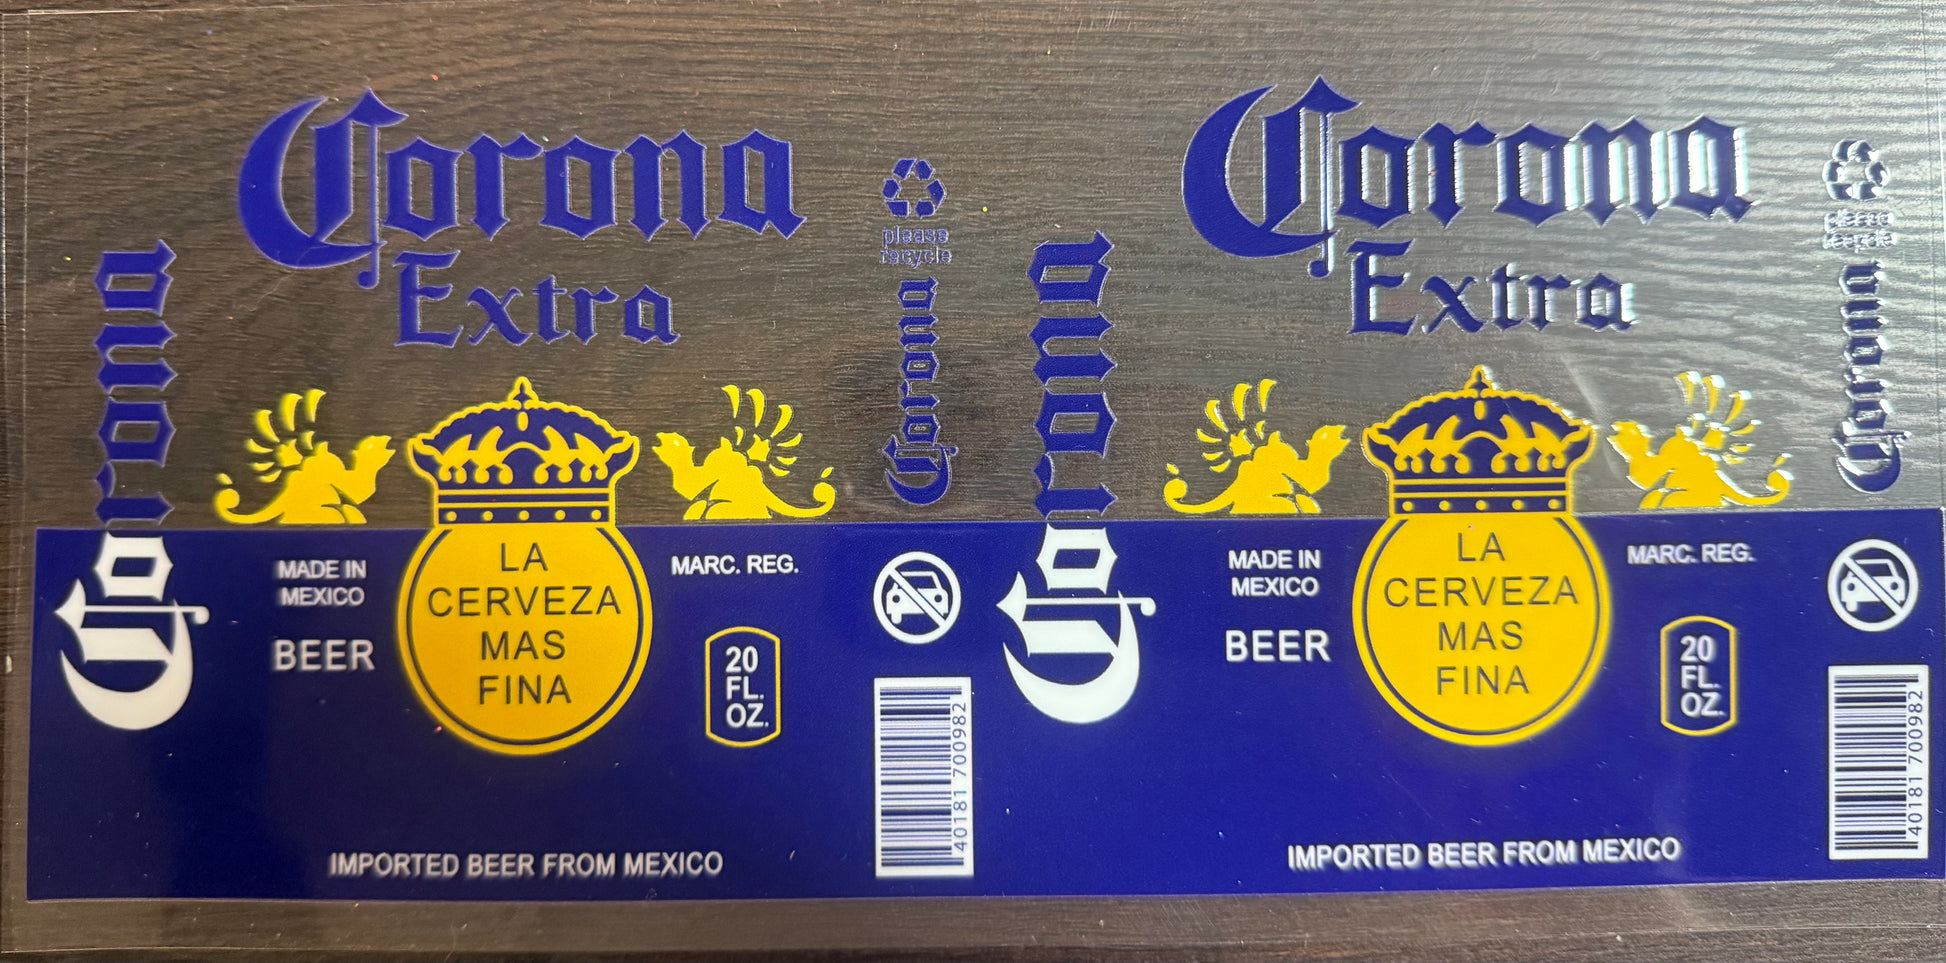 Corona
Extra
Corona
please
recycle
Corona
MADE IN
MEXICO
BEER
LA
CERVEZA
MAS
FINA
MARC. REG.
20
FL.
OZ.
40181 700982
IMPORTED BEER FROM MEXICO
Corona
Extra
Corona
please
recycle
Corona
MADE IN
MEXICO
BEER
LA
CERVEZA
MAS
FINA
MARC. REG.
20
FL.
OZ.
40181 700982
IMPORTED BEER FROM MEXICO